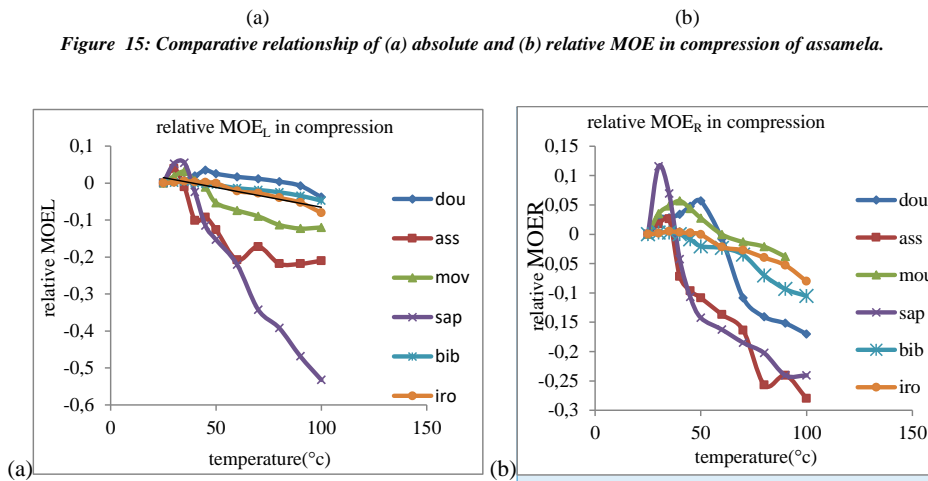 (a) (b)
Figure 15: Comparative relationship of (a) absolute and (b) relative MOE in compression of assamela.
relative MOEL in compression
0,1
0
-0,1
-0,2
-0,3
-0,4
-0,5
-0,6
0 50 100 150
relative MOEL
temperature(°c)
dou
ass
mov
sap
bib
iro
(a)
relative MOER in compression
0,15
0,1
0,05
0
-0,05
-0,1
-0,15
-0,2
-0,25
-0,3
0 50 100 150
relative MOER
temperature(°c)
dou
ass
mou
sap
bib
iro
(b)